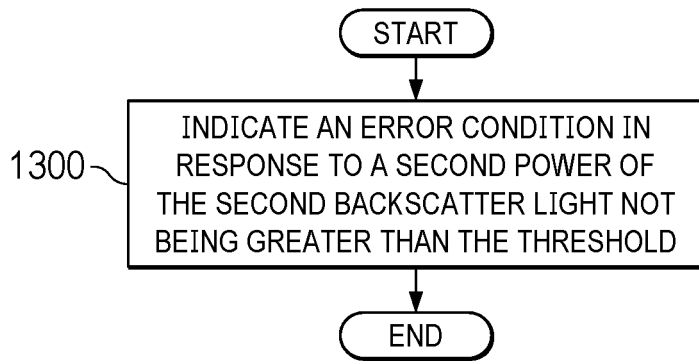 START
1300
INDICATE AN ERROR CONDITION IN
RESPONSE TO A SECOND POWER OF
THE SECOND BACKSCATTER LIGHT NOT
BEING GREATER THAN THE THRESHOLD
END